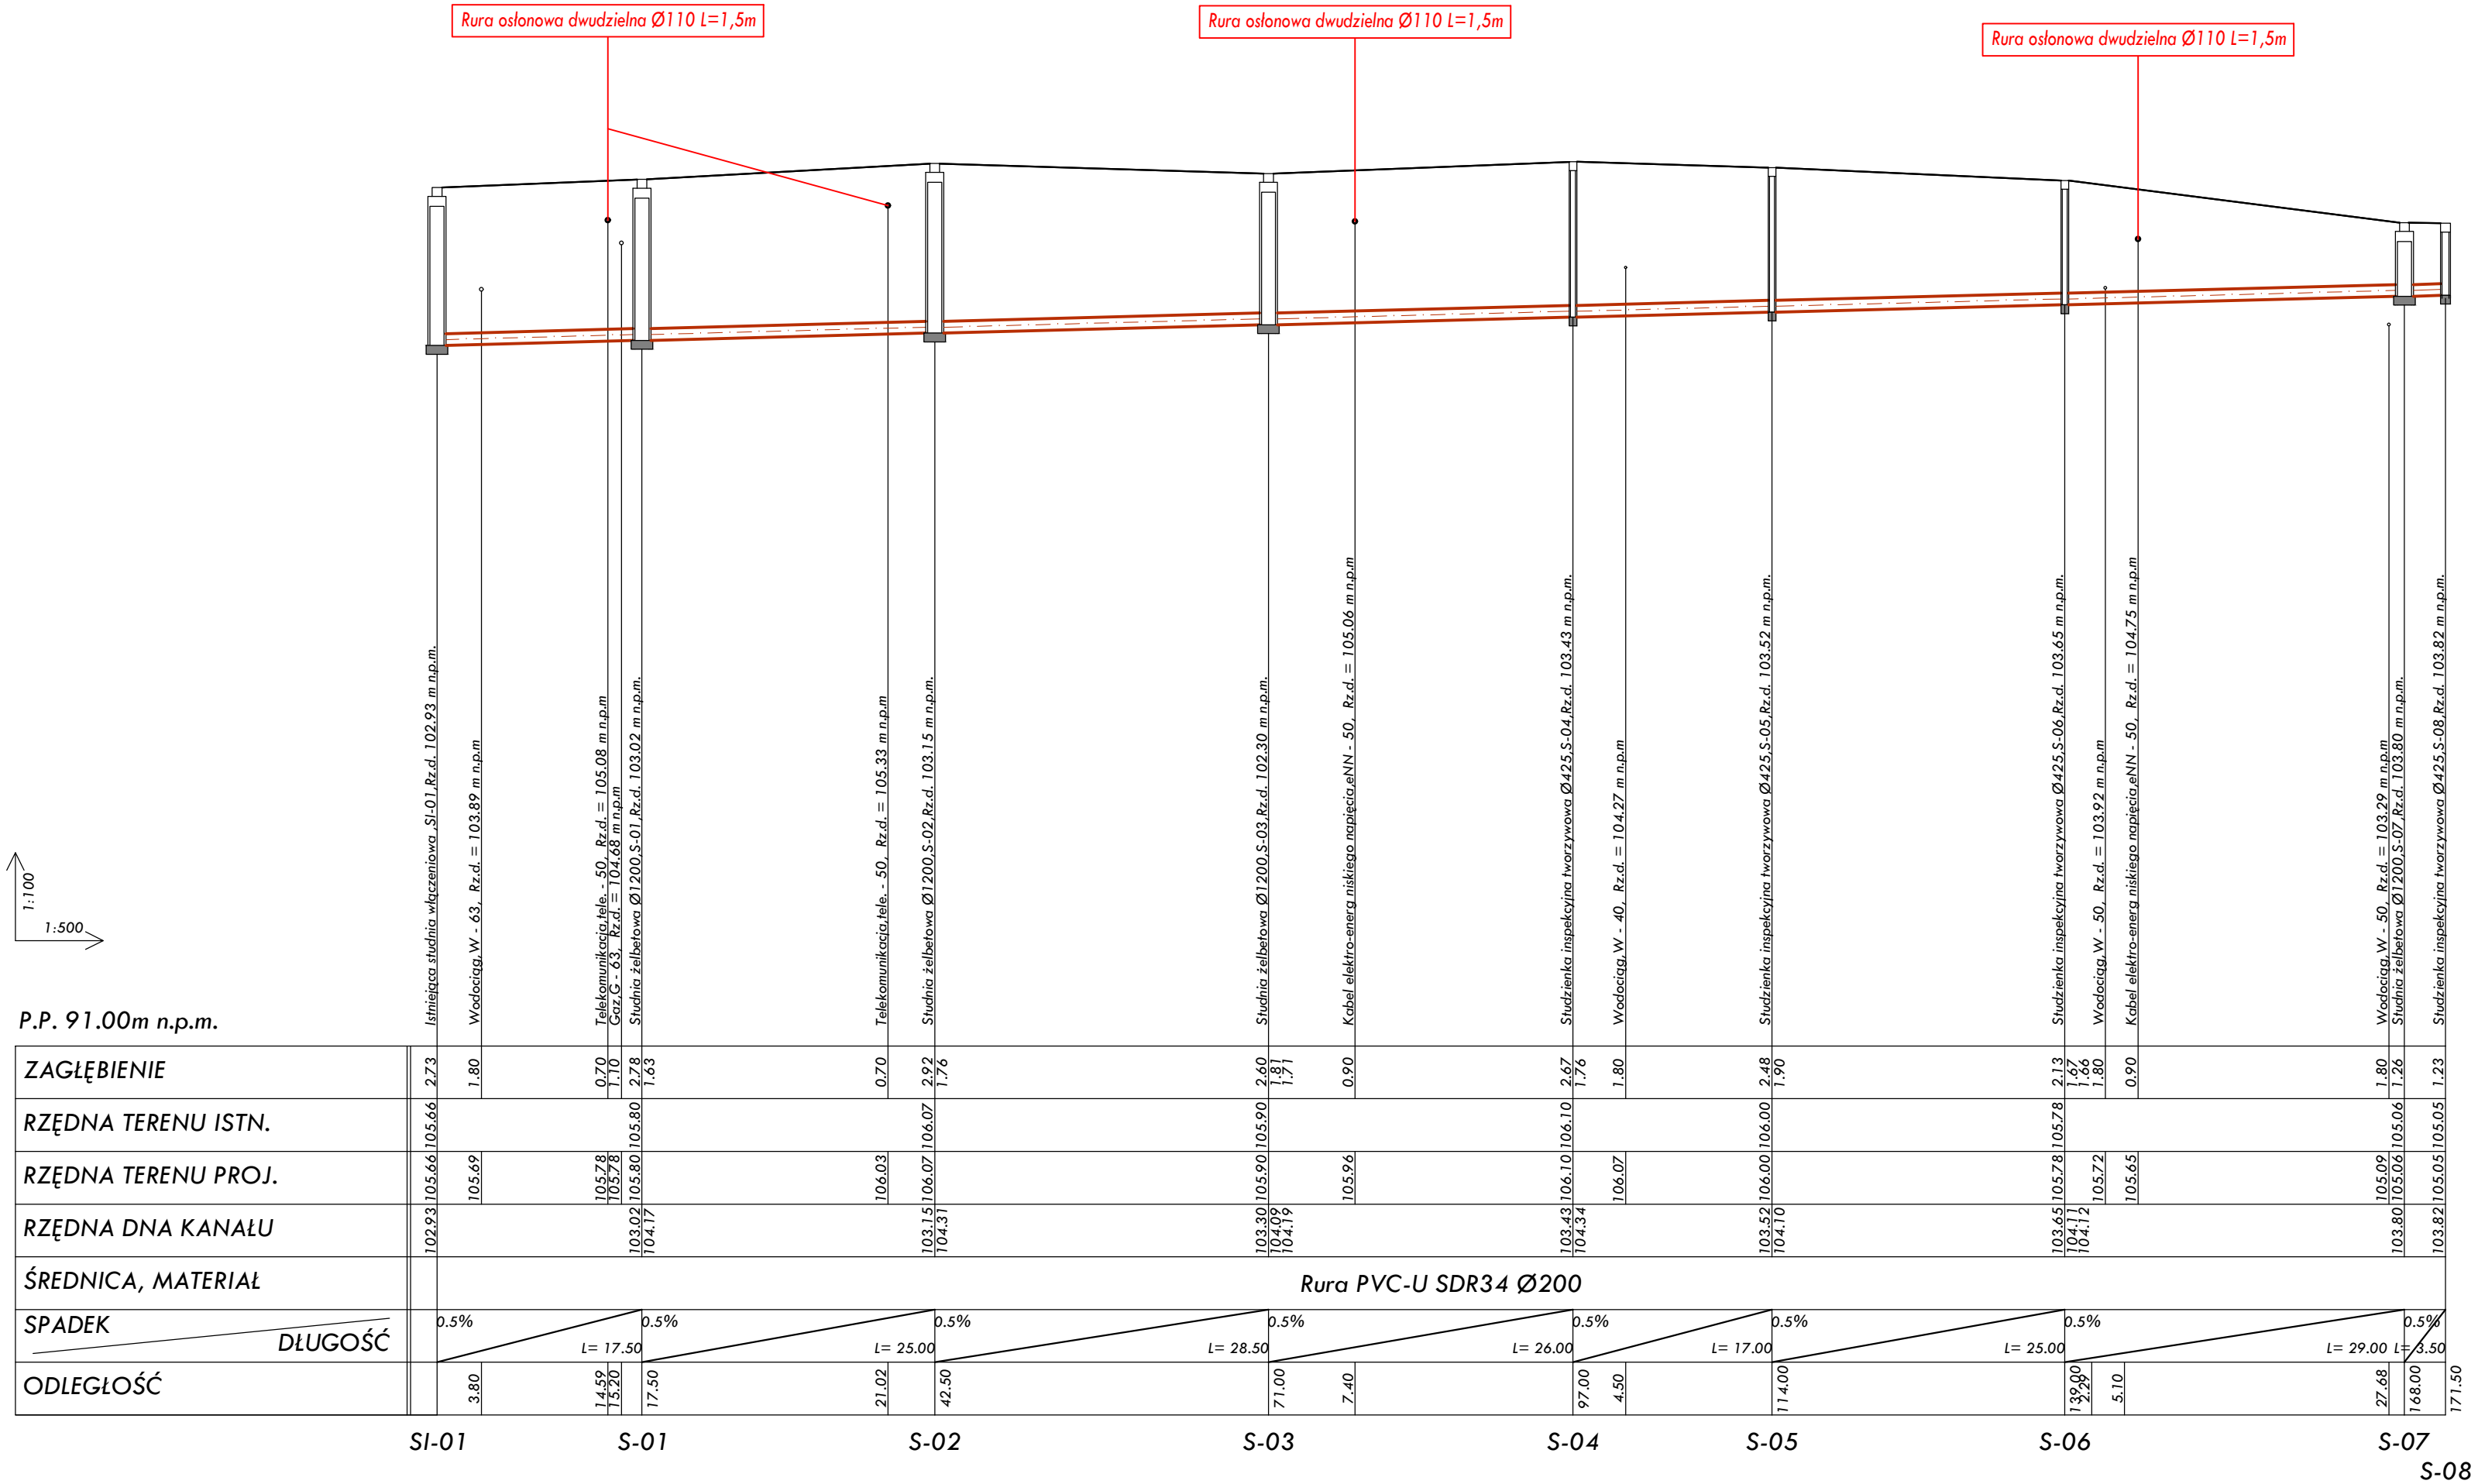 Rura osłonowa dwudzielna Ø110 L=1,5m
Rura osłonowa dwudzielna Ø110 L=1,5m
Rura osłonowa dwudzielna Ø110 L=1,5m
Istniejąca studnia włączeniowa ,SI-01,Rz.d. 102.93 m n.p.m.
Wodociąg,W - 63, Rz.d. = 103.89 m n.p.m
Telekomunikacja,tele. - 50, Rz.d. = 105.08 m n.p.m
Gaz,G - 63, Rz.d. = 104.68 m n.p.m
Studnia żelbetowa Ø1200,S-01,Rz.d. 103.02 m n.p.m.
Telekomunikacja,tele. - 50, Rz.d. = 105.33 m n.p.m
Studnia żelbetowa Ø1200,S-02,Rz.d. 103.15 m n.p.m.
Studnia żelbetowa Ø1200,S-03,Rz.d. 102.30 m n.p.m.
Kabel elektro-energ niskiego napięcia,eNN - 50, Rz.d. = 105.06 m n.p.m
Studzienka inspekcyjna tworzywowa Ø425,S-04,Rz.d. 103.43 m n.p.m.
Wodociąg,W - 40, Rz.d. = 104.27 m n.p.m
Studzienka inspekcyjna tworzywowa Ø425,S-05,Rz.d. 103.52 m n.p.m.
Studzienka inspekcyjna tworzywowa Ø425,S-06,Rz.d. 103.65 m n.p.m.
Wodociąg,W - 50, Rz.d. = 103.92 m n.p.m
Kabel elektro-energ niskiego napięcia,eNN - 50, Rz.d. = 104.75 m n.p.m
Wodociąg,W - 50, Rz.d. = 103.29 m n.p.m
Studnia żelbetowa Ø1200,S-07,Rz.d. 103.80 m n.p.m.
Studzienka inspekcyjna tworzywowa Ø425,S-08,Rz.d. 103.82 m n.p.m.
1:100
1:500
P.P. 91.00m n.p.m.
ZAGŁĘBIENIE 2.73 1.80 0.70 1.10 2.78 1.63 0.70 2.92 1.76 2.60 1.81 1.71 0.90 2.67 1.76 1.80 2.48 1.90 2.13 1.67 1.66 1.80 0.90 1.80 1.26 1.23
RZĘDNA TERENU ISTN. 105.66 105.80 106.07 105.90 106.10 106.00 105.78 105.06 105.05
RZĘDNA TERENU PROJ. 105.66 105.69 105.78 105.78 105.80 106.03 106.07 105.90 105.96 106.10 106.07 106.00 105.78 105.72 105.65 105.09 105.06 105.05
RZĘDNA DNA KANAŁU 102.93 103.02 104.17 103.15 104.31 103.30 104.09 104.19 103.43 104.34 103.52 104.10 103.65 104.11 104.12 103.80 103.82
ŚREDNICA, MATERIAŁ Rura PVC-U SDR34 Ø200
SPADEK 0.5% 0.5% 0.5% 0.5% 0.5% 0.5% 0.5% 0.5%
DŁUGOŚĆ L= 17.50 L= 25.00 L= 28.50 L= 26.00 L= 17.00 L= 25.00 L= 29.00 L= 3.50
ODLEGŁOŚĆ 3.80 14.59 15.20 17.50 21.02 42.50 71.00 7.40 97.00 4.50 114.00 139.00 2.29 5.10 27.68 168.00 171.50
SI-01 S-01 S-02 S-03 S-04 S-05 S-06 S-07
S-08